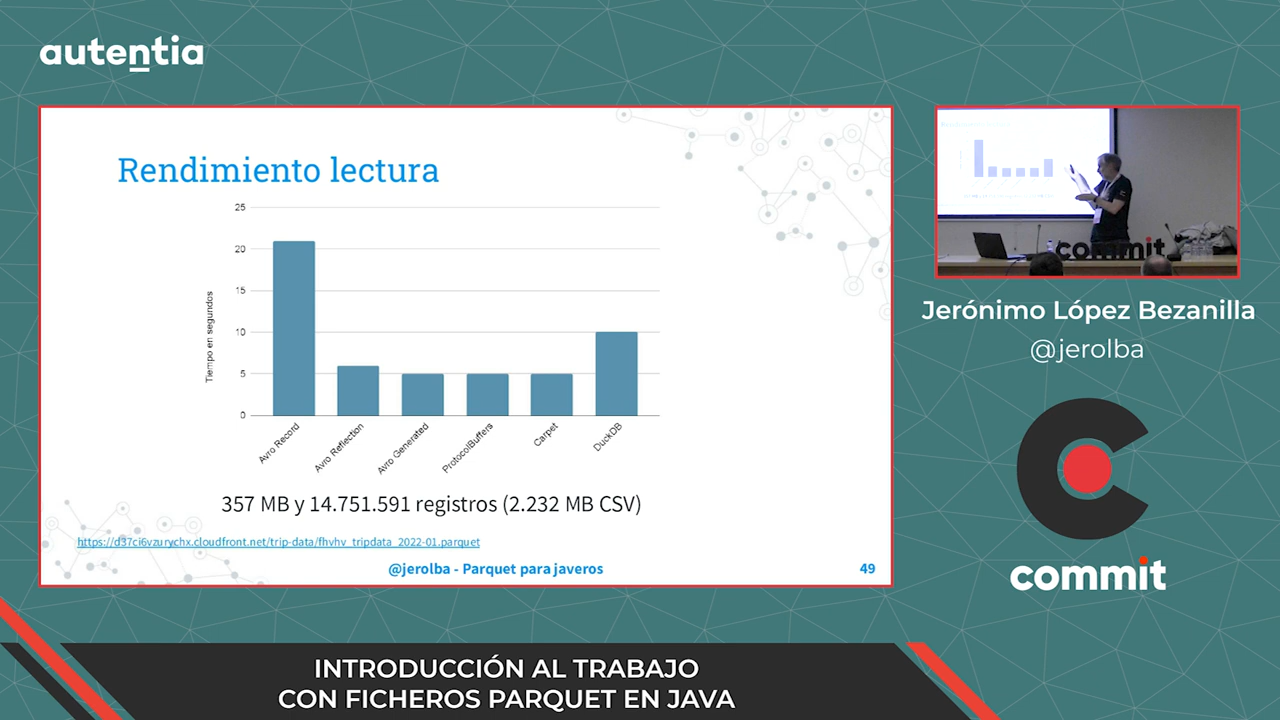 autentia
Rendimiento lectura
25
20
15
10
5
0
Tiempo en segundos
Avro Record
Avro Reflection
Avro Generated
ProtocolBuffers
Carpet
DuckDB
357 MB y 14.751.591 registros (2.232 MB CSV)
https://d37ci6vzurychx.cloudfront.net/trip-data/fhvhv_tripdata_2022-01.parquet
@jerolba - Parquet para javeros
49
commit
Jerónimo López Bezanilla
@jerolba
commit
INTRODUCCIÓN AL TRABAJO
CON FICHEROS PARQUET EN JAVA